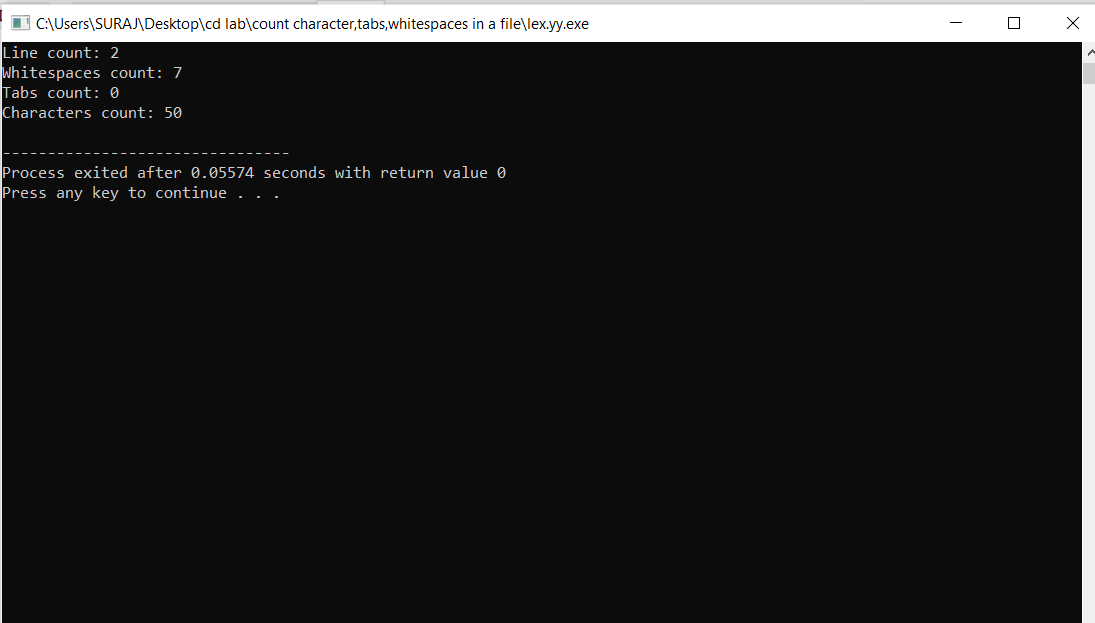 C:\Users\SURAJ\Desktop\cd lab\count character,tabs,whitespaces in a file\lex.yy.exe
Line count: 2
Whitespaces count: 7
Tabs count: 0
Characters count: 50
--------------------------------
Process exited after 0.05574 seconds with return value 0
Press any key to continue . . .